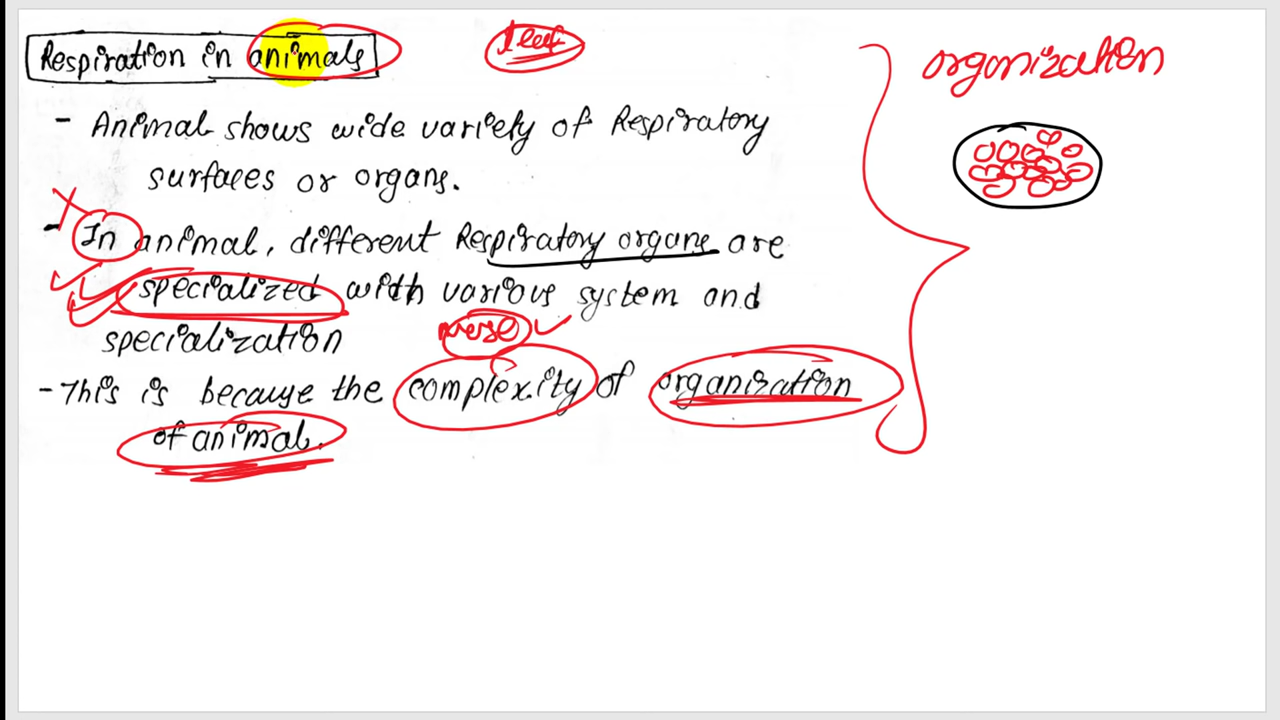 Respiration in animals
- Animal shows wide variety of Respiratory
surfaces or organs.
- In animal, different Respiratory organs are
specialized with various system and
specialization
- This is because the complexity of organization
of animal.
organization